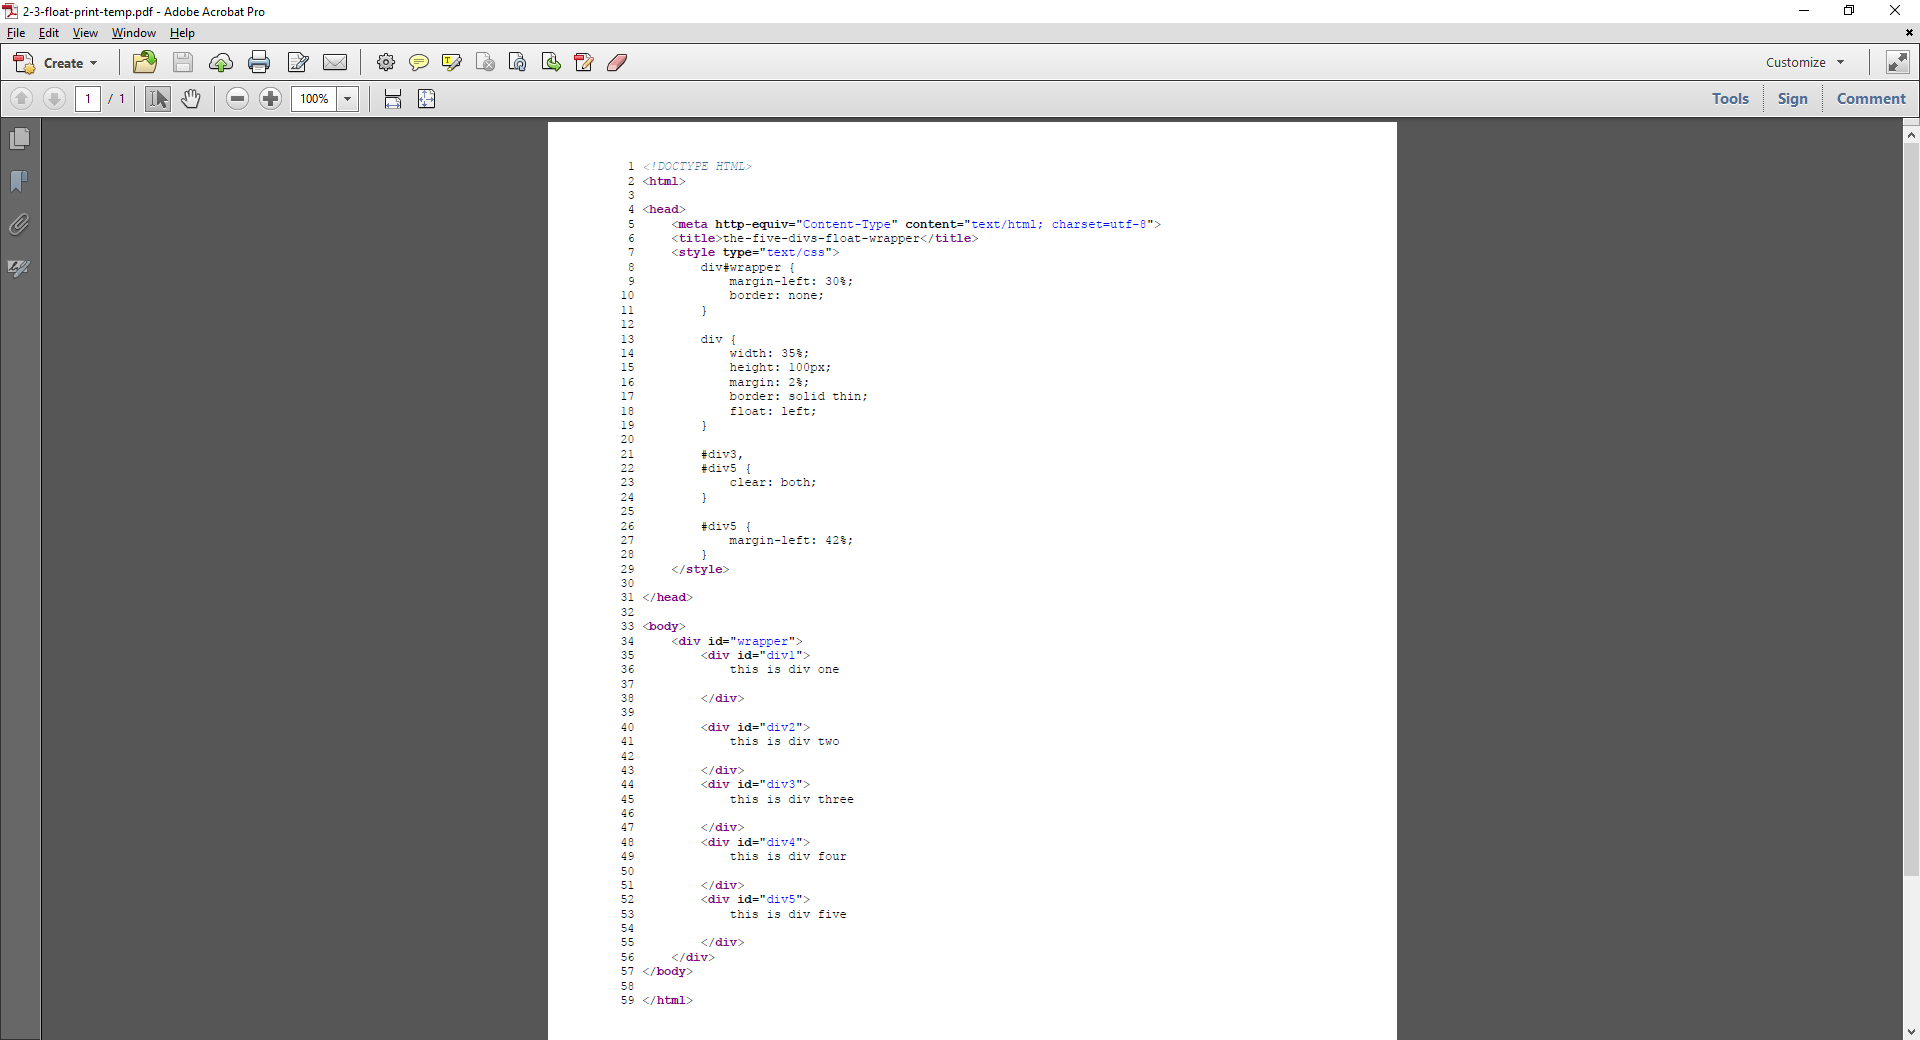 2-3-float-print-temp.pdf - Adobe Acrobat Pro
File Edit View Window Help
Create
Customize
1 / 1
100%
Tools Sign Comment
1 <!DOCTYPE HTML>
2 <html>
3
4 <head>
5     <meta http-equiv="Content-Type" content="text/html; charset=utf-8">
6     <title>the-five-divs-float-wrapper</title>
7     <style type="text/css">
8         div#wrapper {
9             margin-left: 30%;
10             border: none;
11         }
12
13         div {
14             width: 35%;
15             height: 100px;
16             margin: 2%;
17             border: solid thin;
18             float: left;
19         }
20
21         #div3,
22         #div5 {
23             clear: both;
24         }
25
26         #div5 {
27             margin-left: 42%;
28         }
29     </style>
30
31 </head>
32
33 <body>
34     <div id="wrapper">
35         <div id="div1">
36             this is div one
37
38         </div>
39
40         <div id="div2">
41             this is div two
42
43         </div>
44         <div id="div3">
45             this is div three
46
47         </div>
48         <div id="div4">
49             this is div four
50
51         </div>
52         <div id="div5">
53             this is div five
54
55         </div>
56     </div>
57 </body>
58
59 </html>